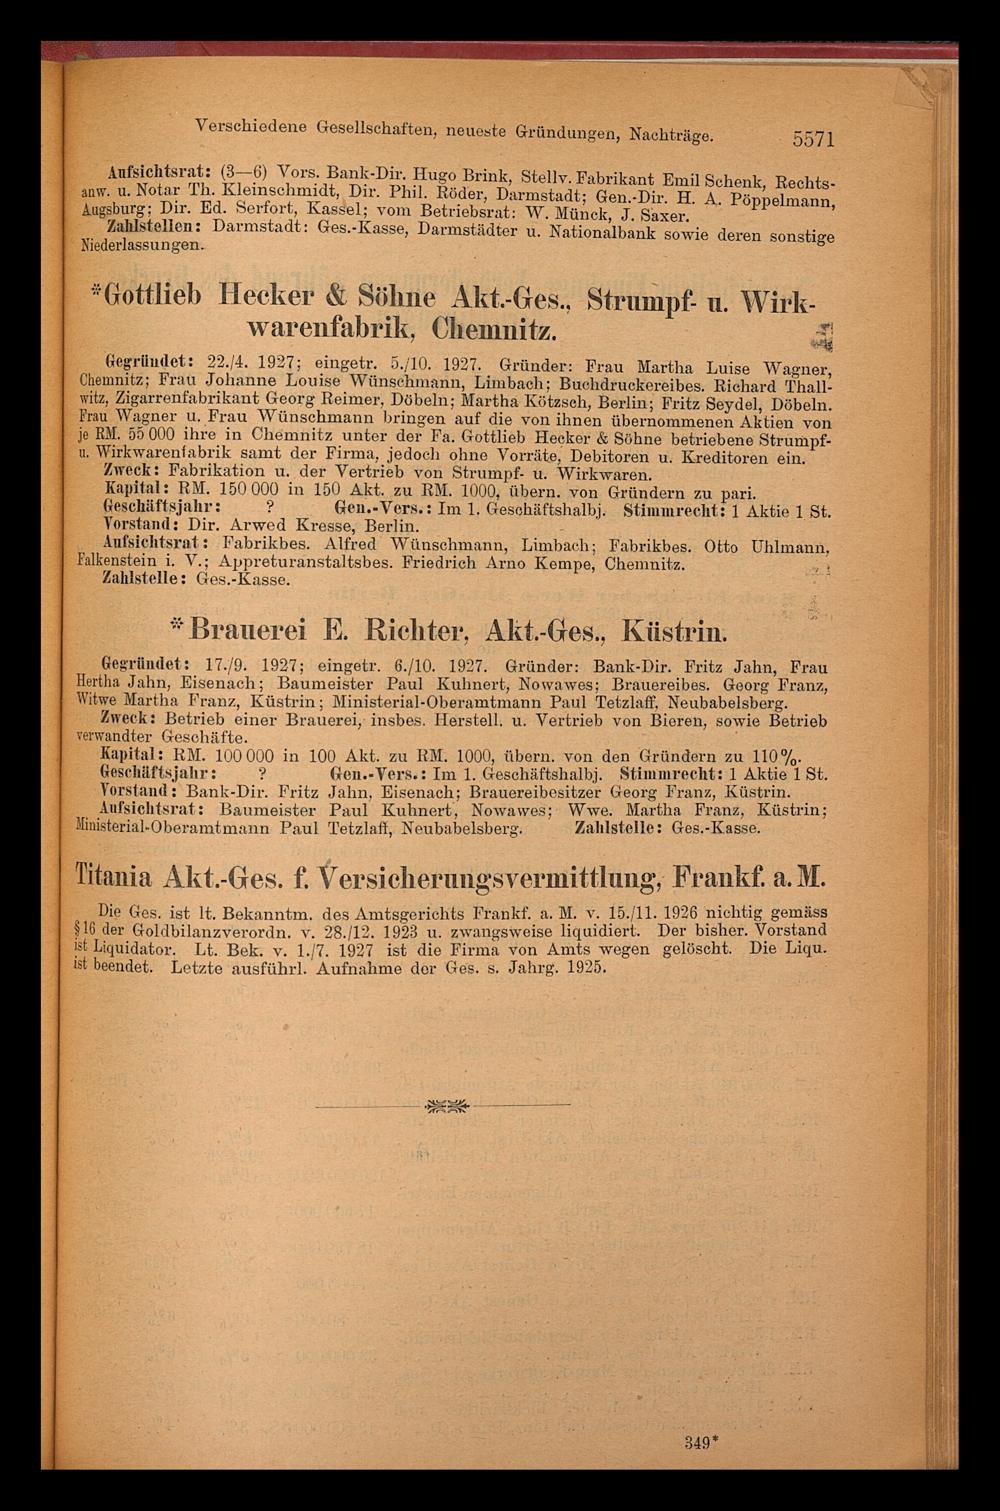 Verschiedene Gesellschaften, neueste Gründungen, Nachträge. 5571
Aufsichtsrat: (3—6) Vors. Bank-Dir. Hugo Brink, Stellv. Fabrikant Emil Schenk, Rechts-
anw. u. Notar Th. Kleinschmidt, Dir. Phil. Röder, Darmstadt; Gen.-Dir. H. A. Pöppelmann,
Augsburg; Dir. Ed. Serfort, Kassel; vom Betriebsrat: W. Münck, J. Saxer.
Zahlstellen: Darmstadt: Ges.-Kasse, Darmstädter u. Nationalbank sowie deren sonstige
Niederlassungen.
*Gottlieb Hecker & Söhne Akt.-Ges., Strumpf- u. Wirk-
warenfabrik, Chemnitz.
Gegründet: 22./4. 1927; eingetr. 5./10. 1927. Gründer: Frau Martha Luise Wagner,
Chemnitz; Frau Johanne Louise Wünschmann, Limbach; Buchdruckereibes. Richard Thall-
witz, Zigarrenfabrikant Georg Reimer, Döbeln; Martha Kötzsch, Berlin; Fritz Seydel, Döbeln.
Frau Wagner u. Frau Wünschmann bringen auf die von ihnen übernommenen Aktien von
je RM. 55 000 ihre in Chemnitz unter der Fa. Gottlieb Hecker & Söhne betriebene Strumpf-
u. Wirkwarenfabrik samt der Firma, jedoch ohne Vorräte, Debitoren u. Kreditoren ein.
Zweck: Fabrikation u. der Vertrieb von Strumpf- u. Wirkwaren.
Kapital: RM. 150 000 in 150 Akt. zu RM. 1000, übern. von Gründern zu pari.
Geschäftsjahr: ? Gen.-Vers.: Im 1. Geschäftshalbj. Stimmrecht: 1 Aktie 1 St.
Vorstand: Dir. Arwed Kresse, Berlin.
Aufsichtsrat: Fabrikbes. Alfred Wünschmann, Limbach; Fabrikbes. Otto Uhlmann,
Falkenstein i. V.; Appreturanstaltsbes. Friedrich Arno Kempe, Chemnitz.
Zahlstelle: Ges.-Kasse.
*Brauerei E. Richter, Akt.-Ges., Küstrin.
Gegründet: 17./9. 1927; eingetr. 6./10. 1927. Gründer: Bank-Dir. Fritz Jahn, Frau
Hertha Jahn, Eisenach; Baumeister Paul Kuhnert, Nowawes; Brauereibes. Georg Franz,
Witwe Martha Franz, Küstrin; Ministerial-Oberamtmann Paul Tetzlaff, Neubabelsberg.
Zweck: Betrieb einer Brauerei, insbes. Herstell. u. Vertrieb von Bieren, sowie Betrieb
verwandter Geschäfte.
Kapital: RM. 100 000 in 100 Akt. zu RM. 1000, übern. von den Gründern zu 110%.
Geschäftsjahr: ? Gen.-Vers.: Im 1. Geschäftshalbj. Stimmrecht: 1 Aktie 1 St.
Vorstand: Bank-Dir. Fritz Jahn, Eisenach; Brauereibesitzer Georg Franz, Küstrin.
Aufsichtsrat: Baumeister Paul Kuhnert, Nowawes; Wwe. Martha Franz, Küstrin;
Ministerial-Oberamtmann Paul Tetzlaff, Neubabelsberg. Zahlstelle: Ges.-Kasse.
Titania Akt.-Ges. f. Versicherungsvermittlung, Frankf. a. M.
Die Ges. ist lt. Bekanntm. des Amtsgerichts Frankf. a. M. v. 15./11. 1926 nichtig gemäss
§ 16 der Goldbilanzverordn. v. 28./12. 1923 u. zwangsweise liquidiert. Der bisher. Vorstand
ist Liquidator. Lt. Bek. v. 1./7. 1927 ist die Firma von Amts wegen gelöscht. Die Liqu.
ist beendet. Letzte ausführl. Aufnahme der Ges. s. Jahrg. 1925.
349*